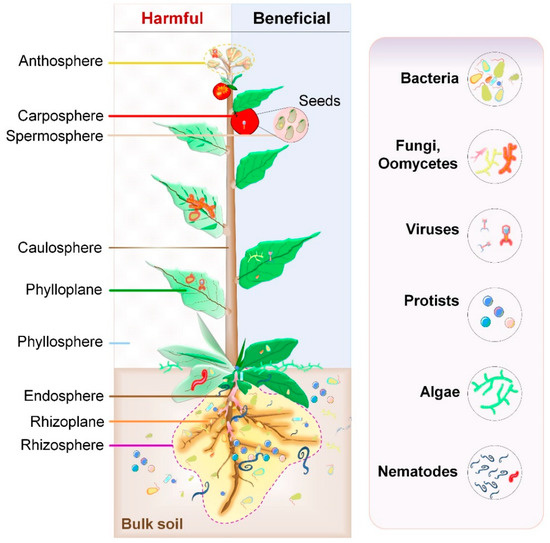 Harmful
Beneficial
Anthosphere
Carposphere
Seeds
Spermosphere
Caulosphere
Phylloplane
Phyllosphere
Endosphere
Rhizoplane
Rhizosphere
Bulk soil
Bacteria
Fungi,
Oomycetes
Viruses
Protists
Algae
Nematodes